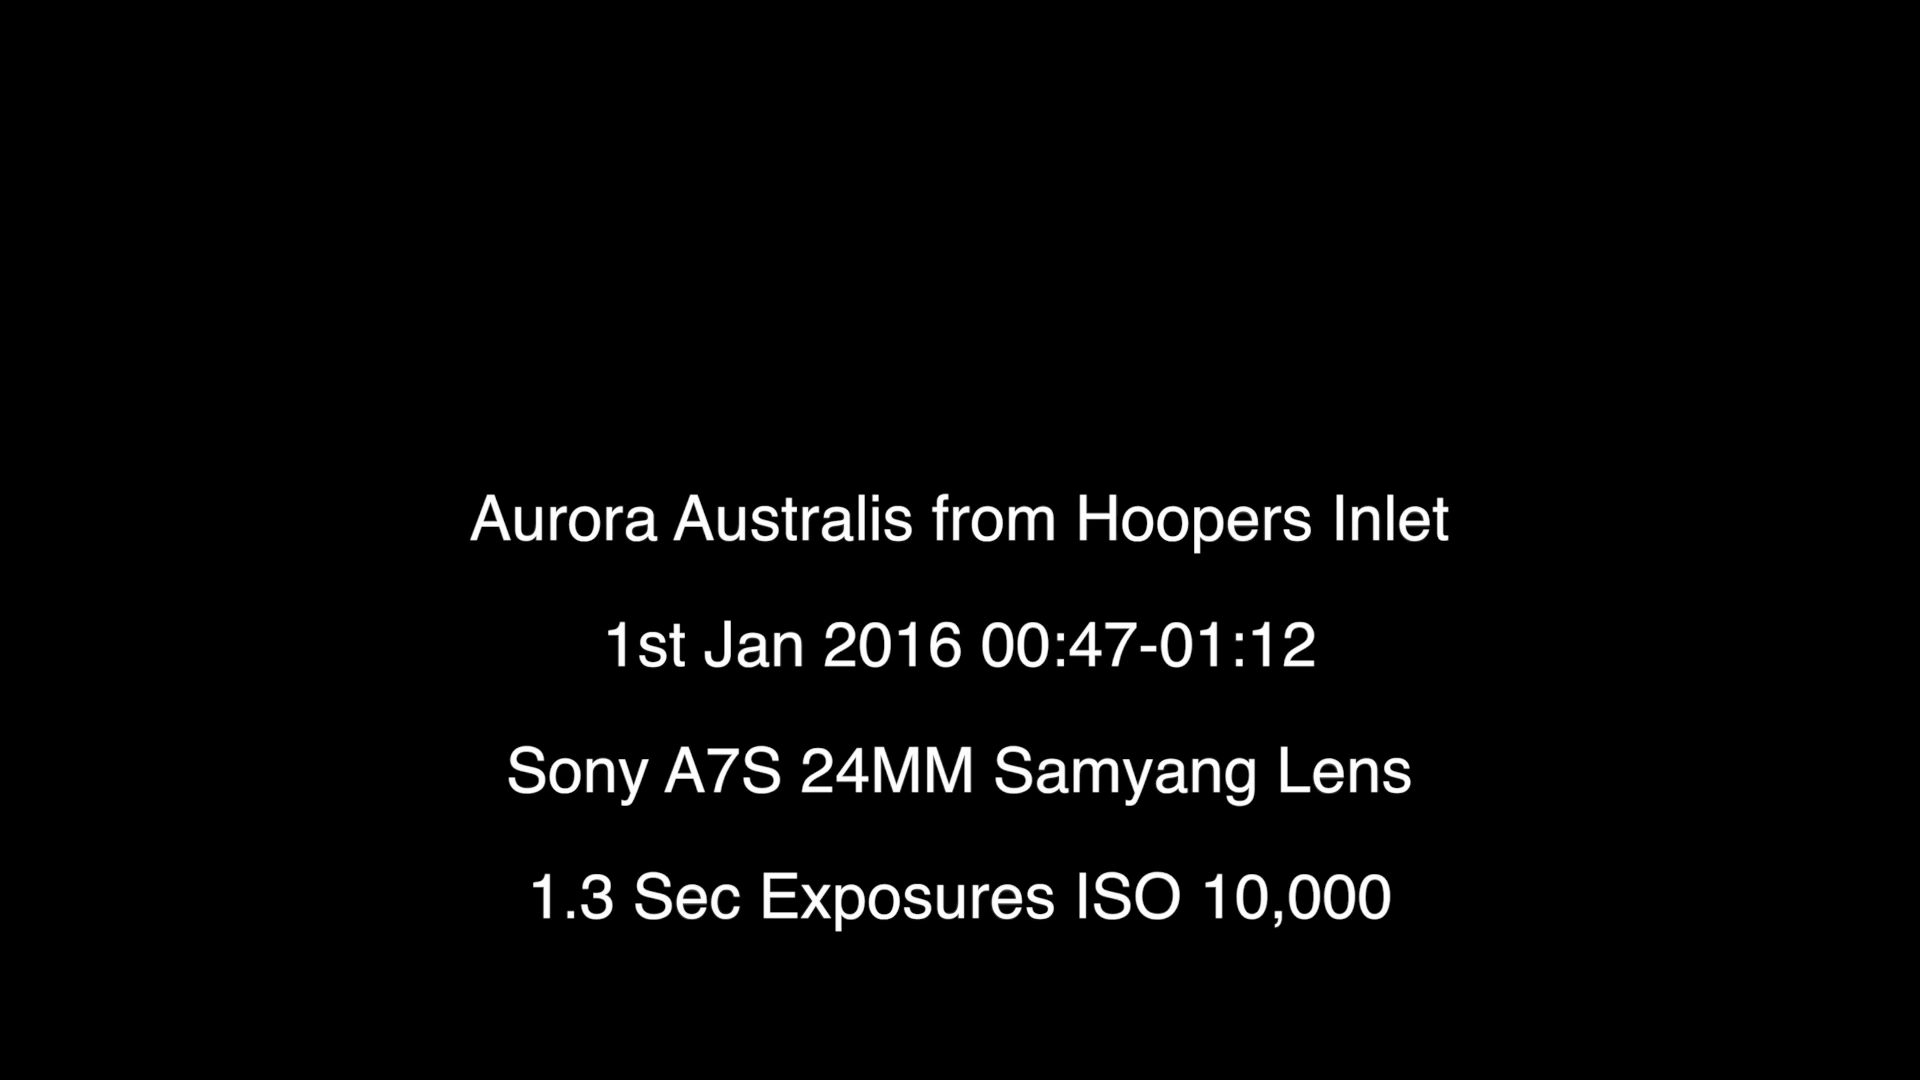 Aurora Australis from Hoopers Inlet
1st Jan 2016 00:47-01:12
Sony A7S 24MM Samyang Lens
1.3 Sec Exposures ISO 10,000